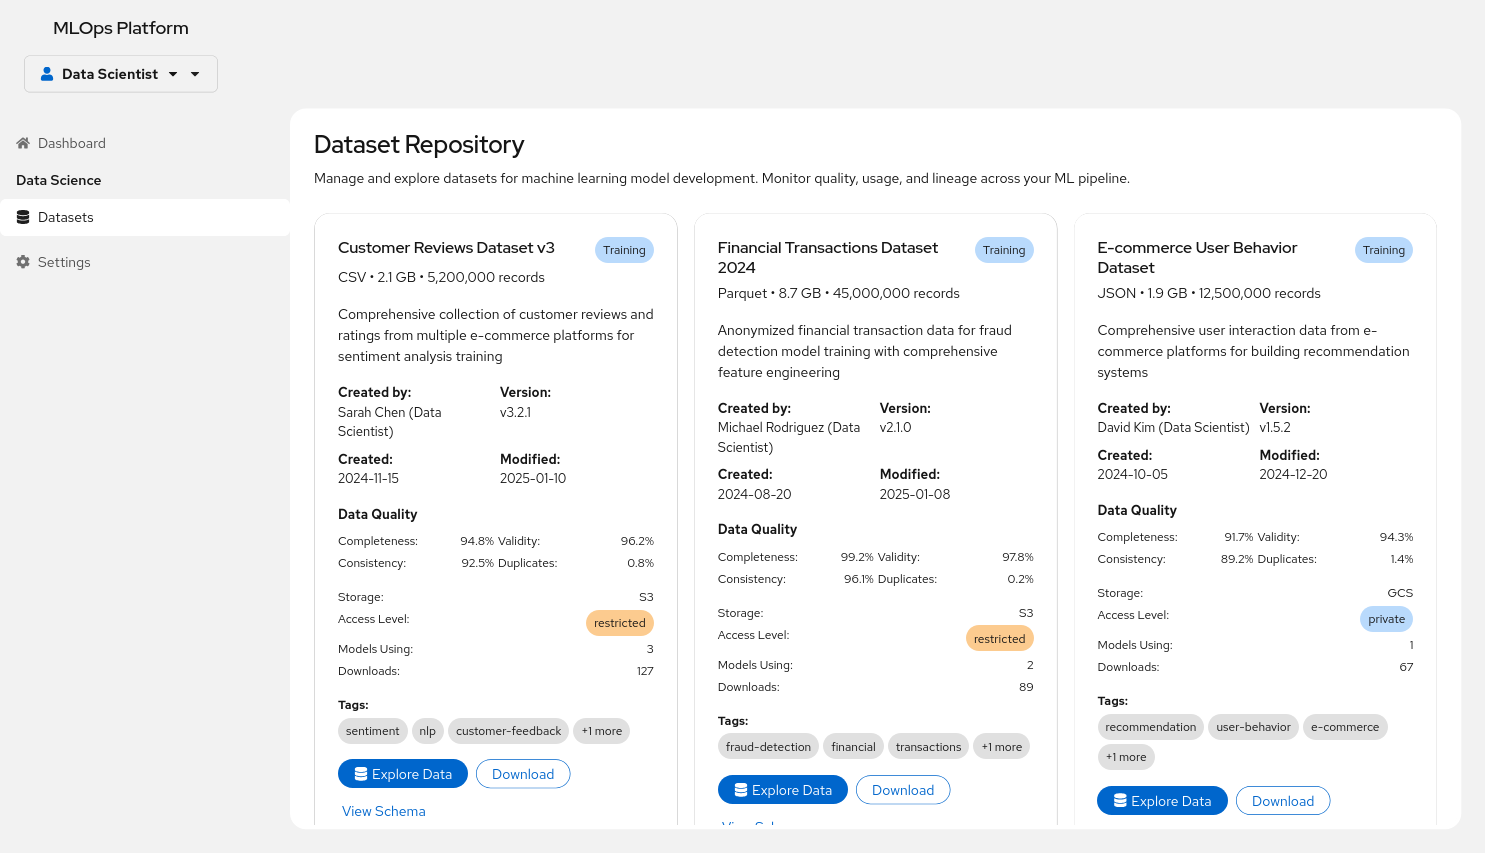 MLOps Platform
Data Scientist
Dashboard
Data Science
Datasets
Settings
Dataset Repository
Manage and explore datasets for machine learning model development. Monitor quality, usage, and lineage across your ML pipeline.
Customer Reviews Dataset v3
Training
CSV • 2.1 GB • 5,200,000 records
Comprehensive collection of customer reviews and
ratings from multiple e-commerce platforms for
sentiment analysis training
Created by: Version:
Sarah Chen (Data v3.2.1
Scientist)
Created: Modified:
2024-11-15 2025-01-10
Data Quality
Completeness: 94.8% Validity: 96.2%
Consistency: 92.5% Duplicates: 0.8%
Storage: S3
Access Level: restricted
Models Using: 3
Downloads: 127
Tags:
sentiment nlp customer-feedback +1 more
Explore Data Download
View Schema
Financial Transactions Dataset
2024
Training
Parquet • 8.7 GB • 45,000,000 records
Anonymized financial transaction data for fraud
detection model training with comprehensive
feature engineering
Created by: Version:
Michael Rodriguez (Data v2.1.0
Scientist)
Created: Modified:
2024-08-20 2025-01-08
Data Quality
Completeness: 99.2% Validity: 97.8%
Consistency: 96.1% Duplicates: 0.2%
Storage: S3
Access Level: restricted
Models Using: 2
Downloads: 89
Tags:
fraud-detection financial transactions +1 more
Explore Data Download
E-commerce User Behavior
Dataset
Training
JSON • 1.9 GB • 12,500,000 records
Comprehensive user interaction data from e-
commerce platforms for building recommendation
systems
Created by: Version:
David Kim (Data Scientist) v1.5.2
Created: Modified:
2024-10-05 2024-12-20
Data Quality
Completeness: 91.7% Validity: 94.3%
Consistency: 89.2% Duplicates: 1.4%
Storage: GCS
Access Level: private
Models Using: 1
Downloads: 67
Tags:
recommendation user-behavior e-commerce
+1 more
Explore Data Download